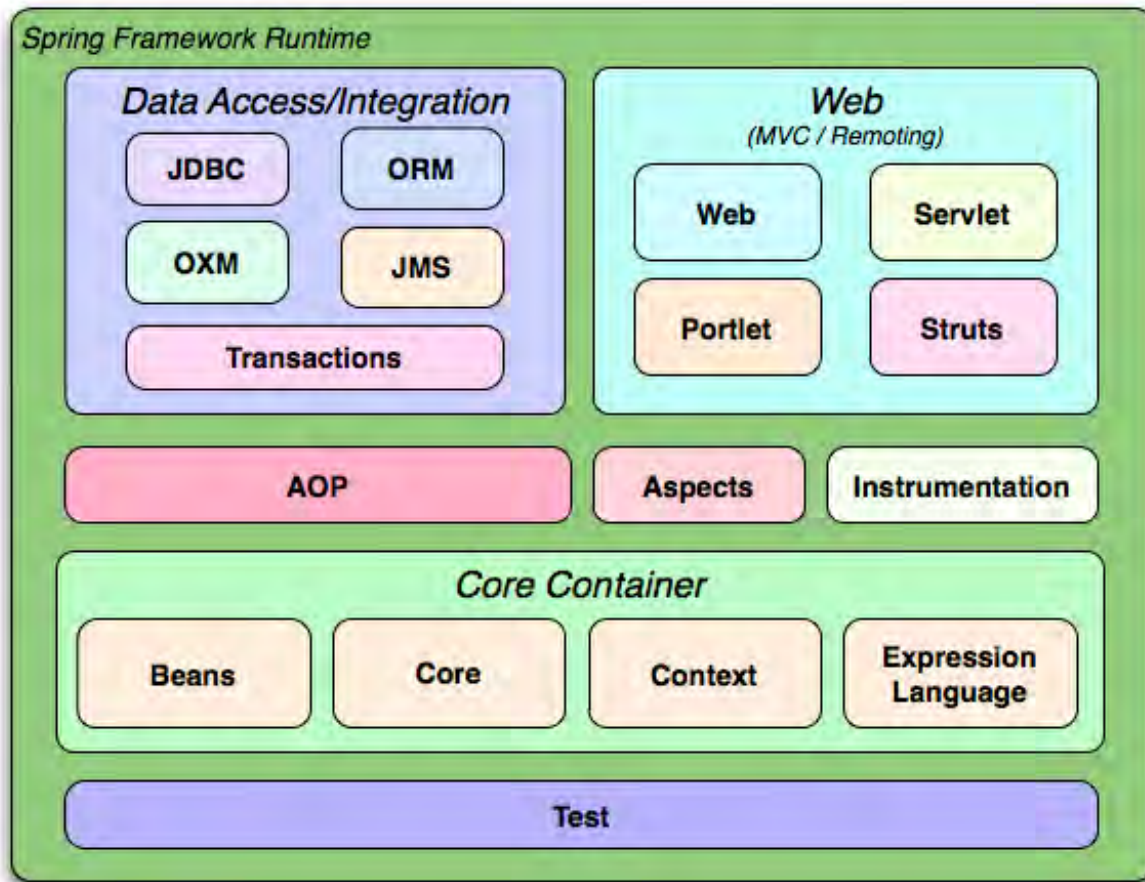 Spring Framework Runtime
Data Access/Integration
JDBC
ORM
OXM
JMS
Transactions
Web
(MVC / Remoting)
Web
Servlet
Portlet
Struts
AOP
Aspects
Instrumentation
Core Container
Beans
Core
Context
Expression
Language
Test